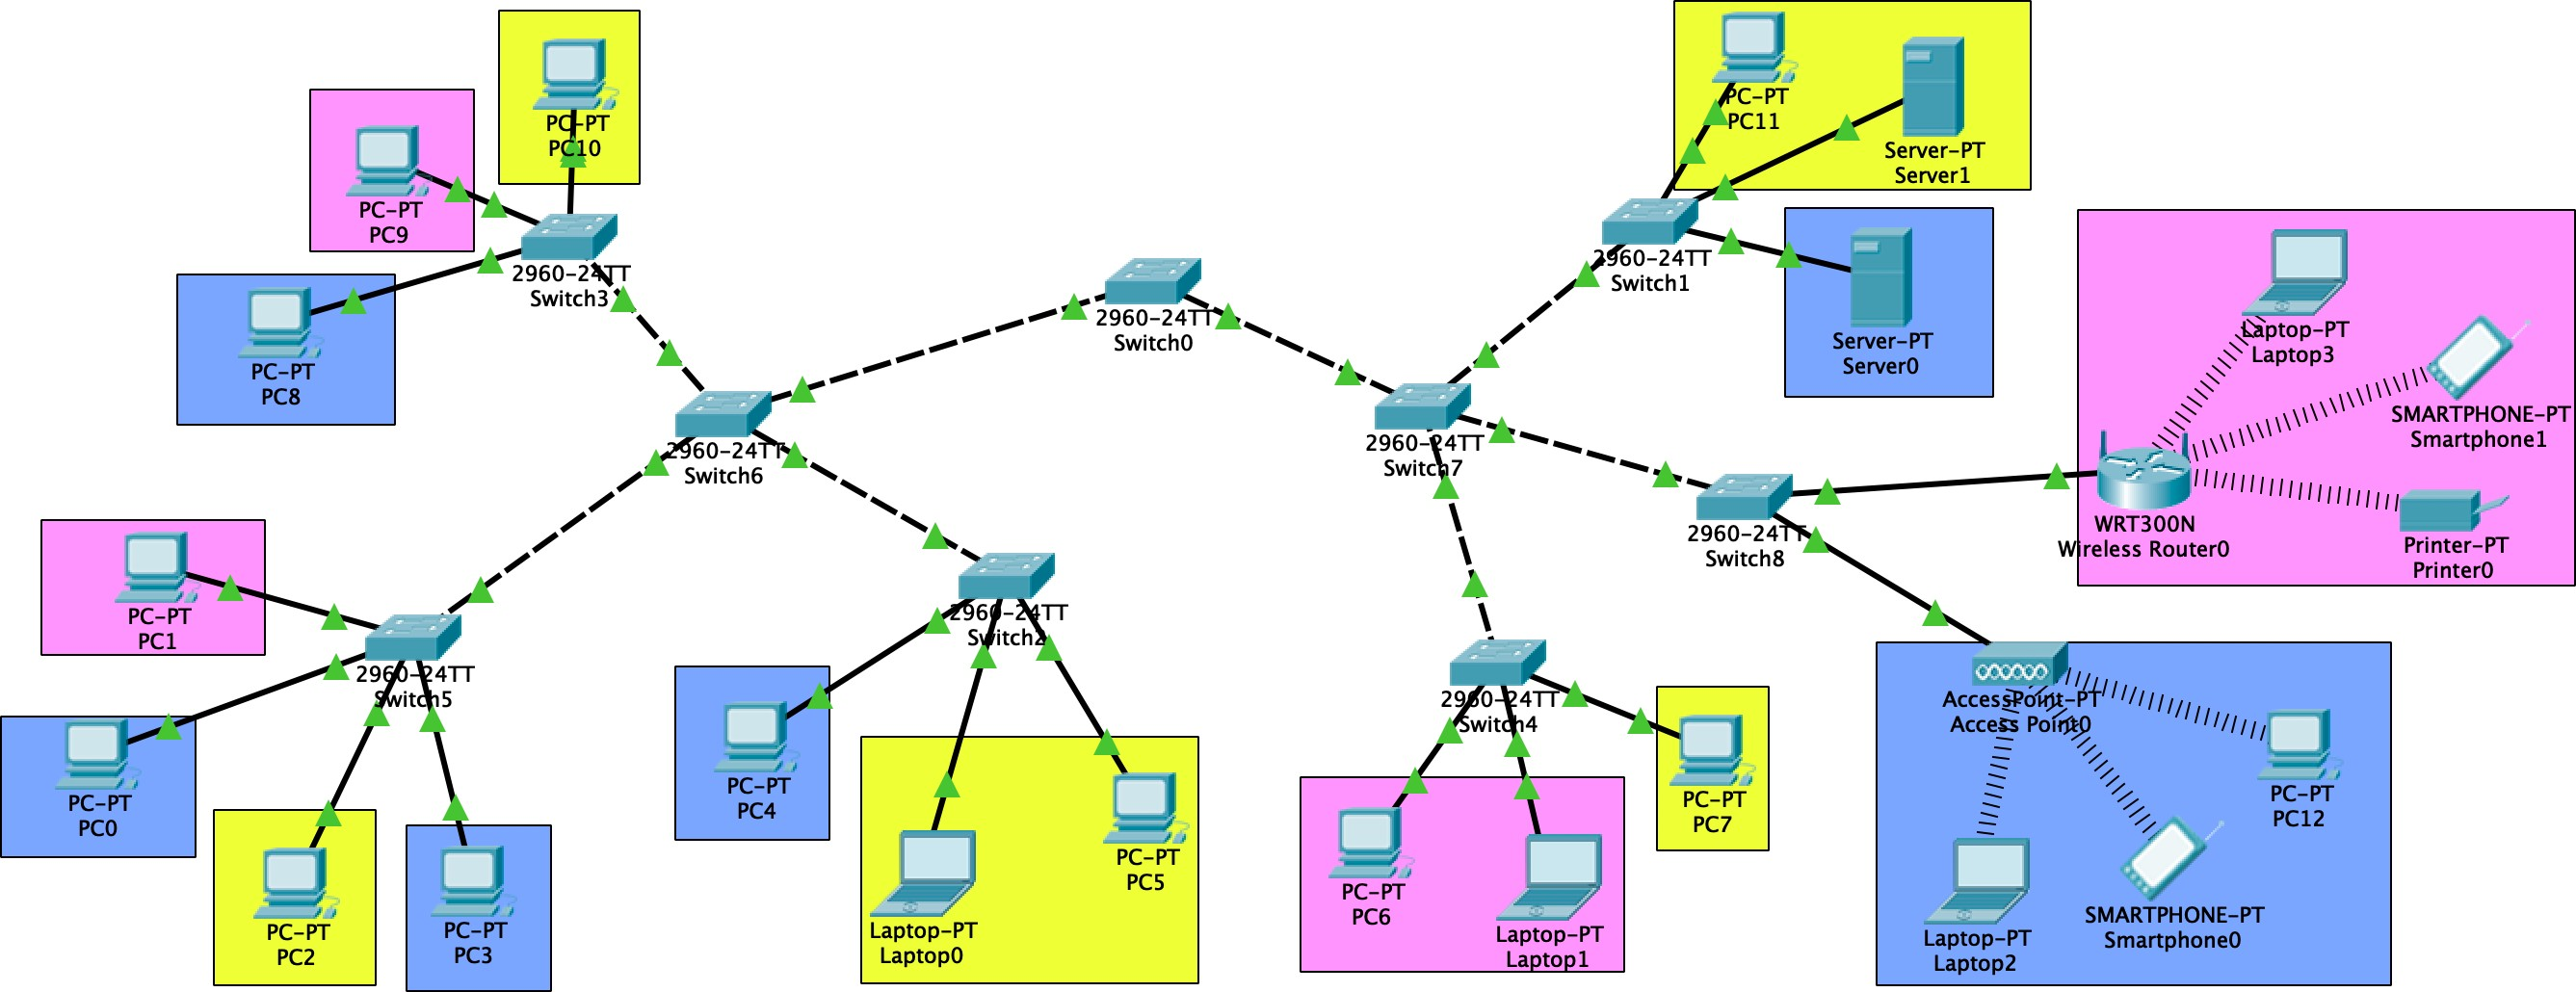 PC-PT
PC10
PC-PT
PC11
Server-PT
Server1
PC-PT
PC9
2960-24TT
Switch3
2960-24TT
Switch0
2960-24TT
Switch1
Server-PT
Server0
Laptop-PT
Laptop3
PC-PT
PC8
SMARTPHONE-PT
Smartphone1
2960-24TT
Switch6
2960-24TT
Switch7
2960-24TT
Switch8
WRT300N
Wireless Router0
Printer-PT
Printer0
PC-PT
PC1
2960-24TT
Switch5
2960-24TT
Switch2
2960-24TT
Switch4
AccessPoint-PT
Access Point0
PC-PT
PC0
PC-PT
PC4
PC-PT
PC7
PC-PT
PC12
PC-PT
PC2
PC-PT
PC3
Laptop-PT
Laptop0
PC-PT
PC5
PC-PT
PC6
Laptop-PT
Laptop1
Laptop-PT
Laptop2
SMARTPHONE-PT
Smartphone0